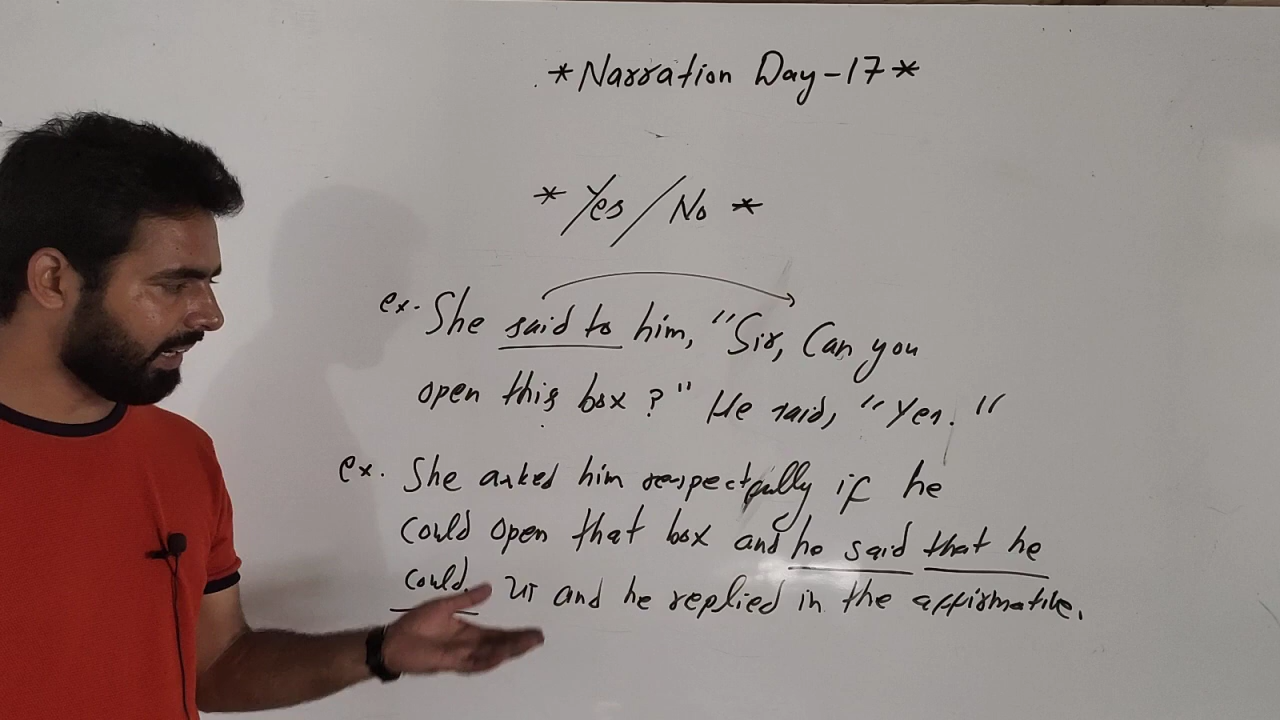 *Narration Day-17*
*Yes/No*
ex. She said to him, "Sir, Can you
open this box?" He said, "Yes."
ex. She asked him respectfully if he
could open that box and he said that he
could. या and he replied in the affirmative.